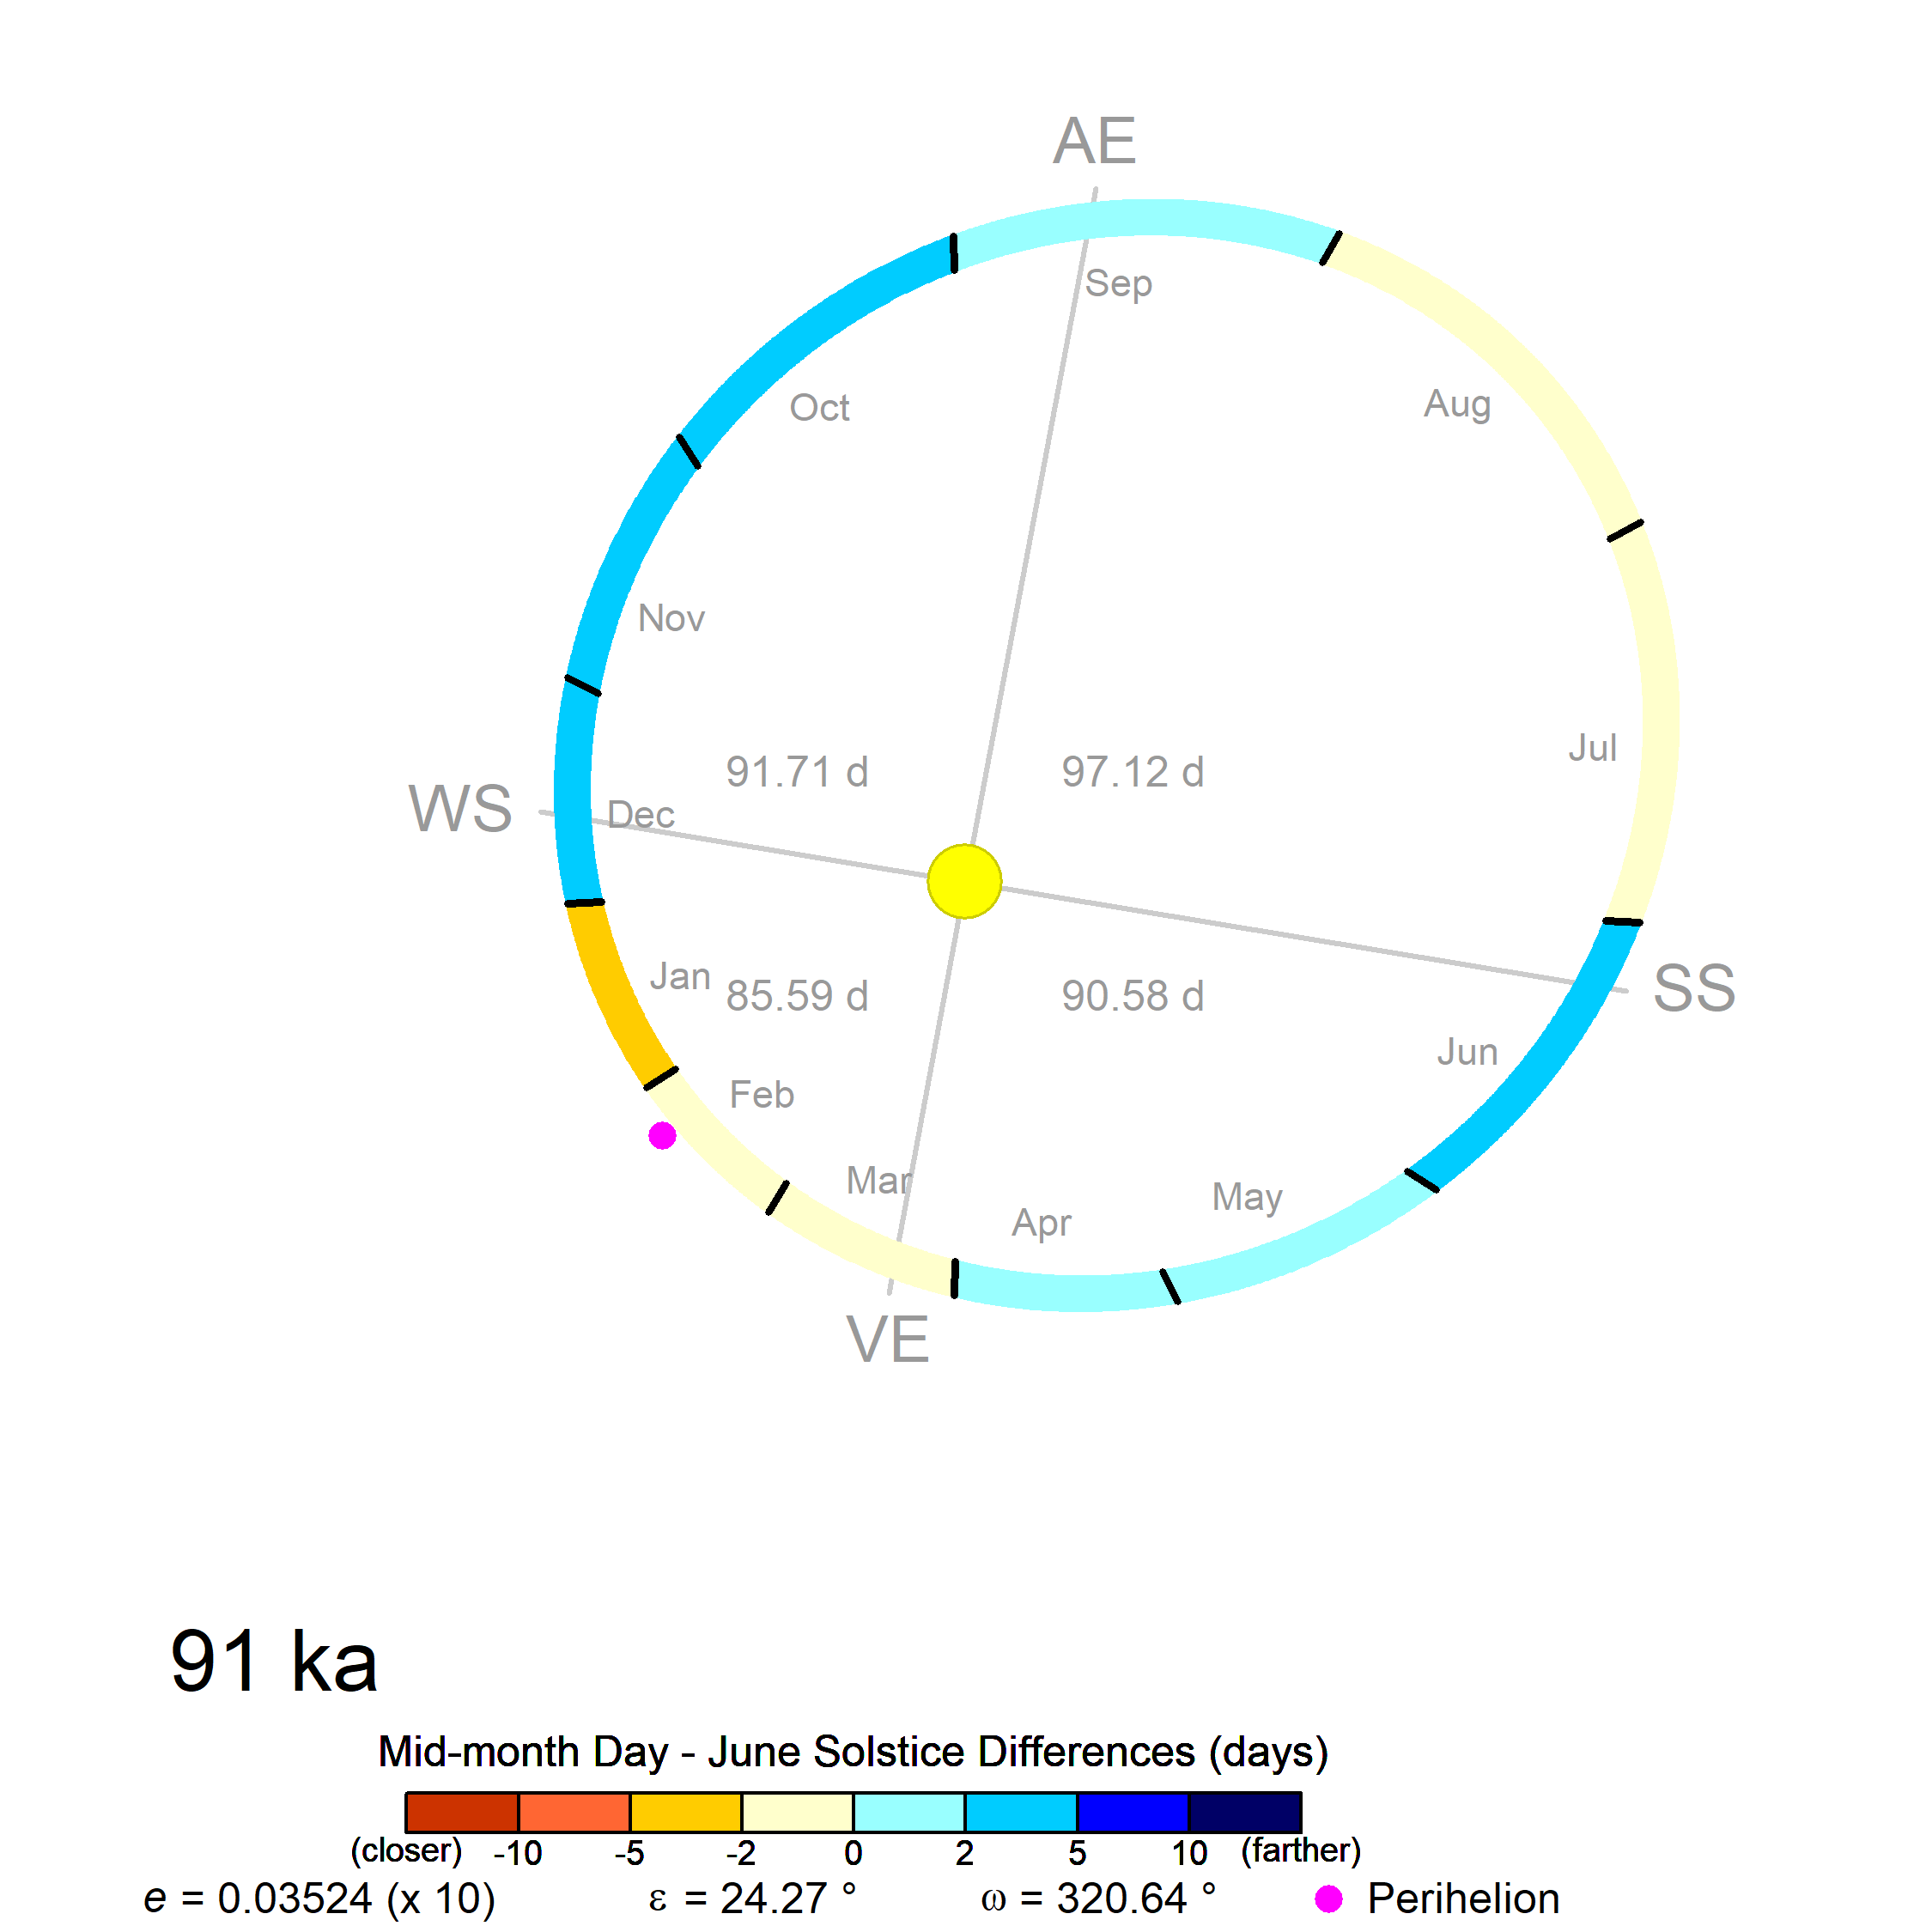 AE
Sep
Oct
Aug
Nov
Jul
91.71 d
97.12 d
WS
Dec
Jan
85.59 d
90.58 d
SS
Jun
Feb
Mar
Apr
May
VE
91 ka
Mid-month Day - June Solstice Differences (days)
(closer) -10 -5 -2 0 2 5 10 (farther)
e = 0.03524 (x 10) ε = 24.27 ° ω = 320.64 ° Perihelion